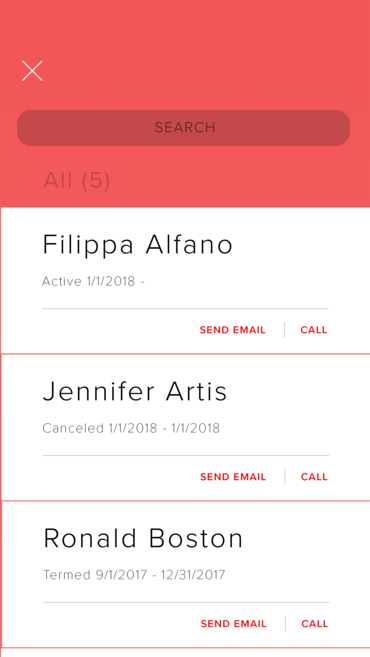 SEARCH
All (5)
Filippa Alfano
Active 1/1/2018 -
SEND EMAIL CALL
Jennifer Artis
Canceled 1/1/2018 - 1/1/2018
SEND EMAIL CALL
Ronald Boston
Termed 9/1/2017 - 12/31/2017
SEND EMAIL CALL